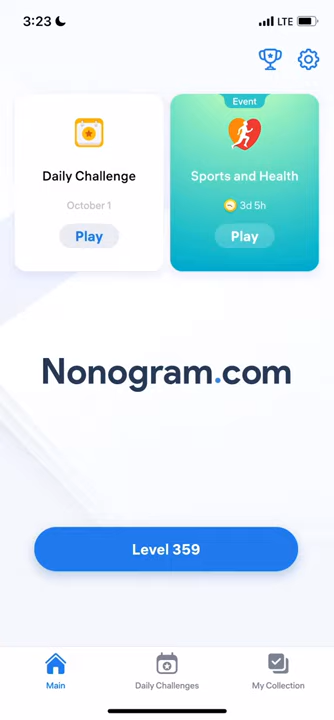 3:23
LTE
Event
Daily Challenge
Sports and Health
October 1
3d 5h
Play
Play
Nonogram.com
Level 359
Main
Daily Challenges
My Collection